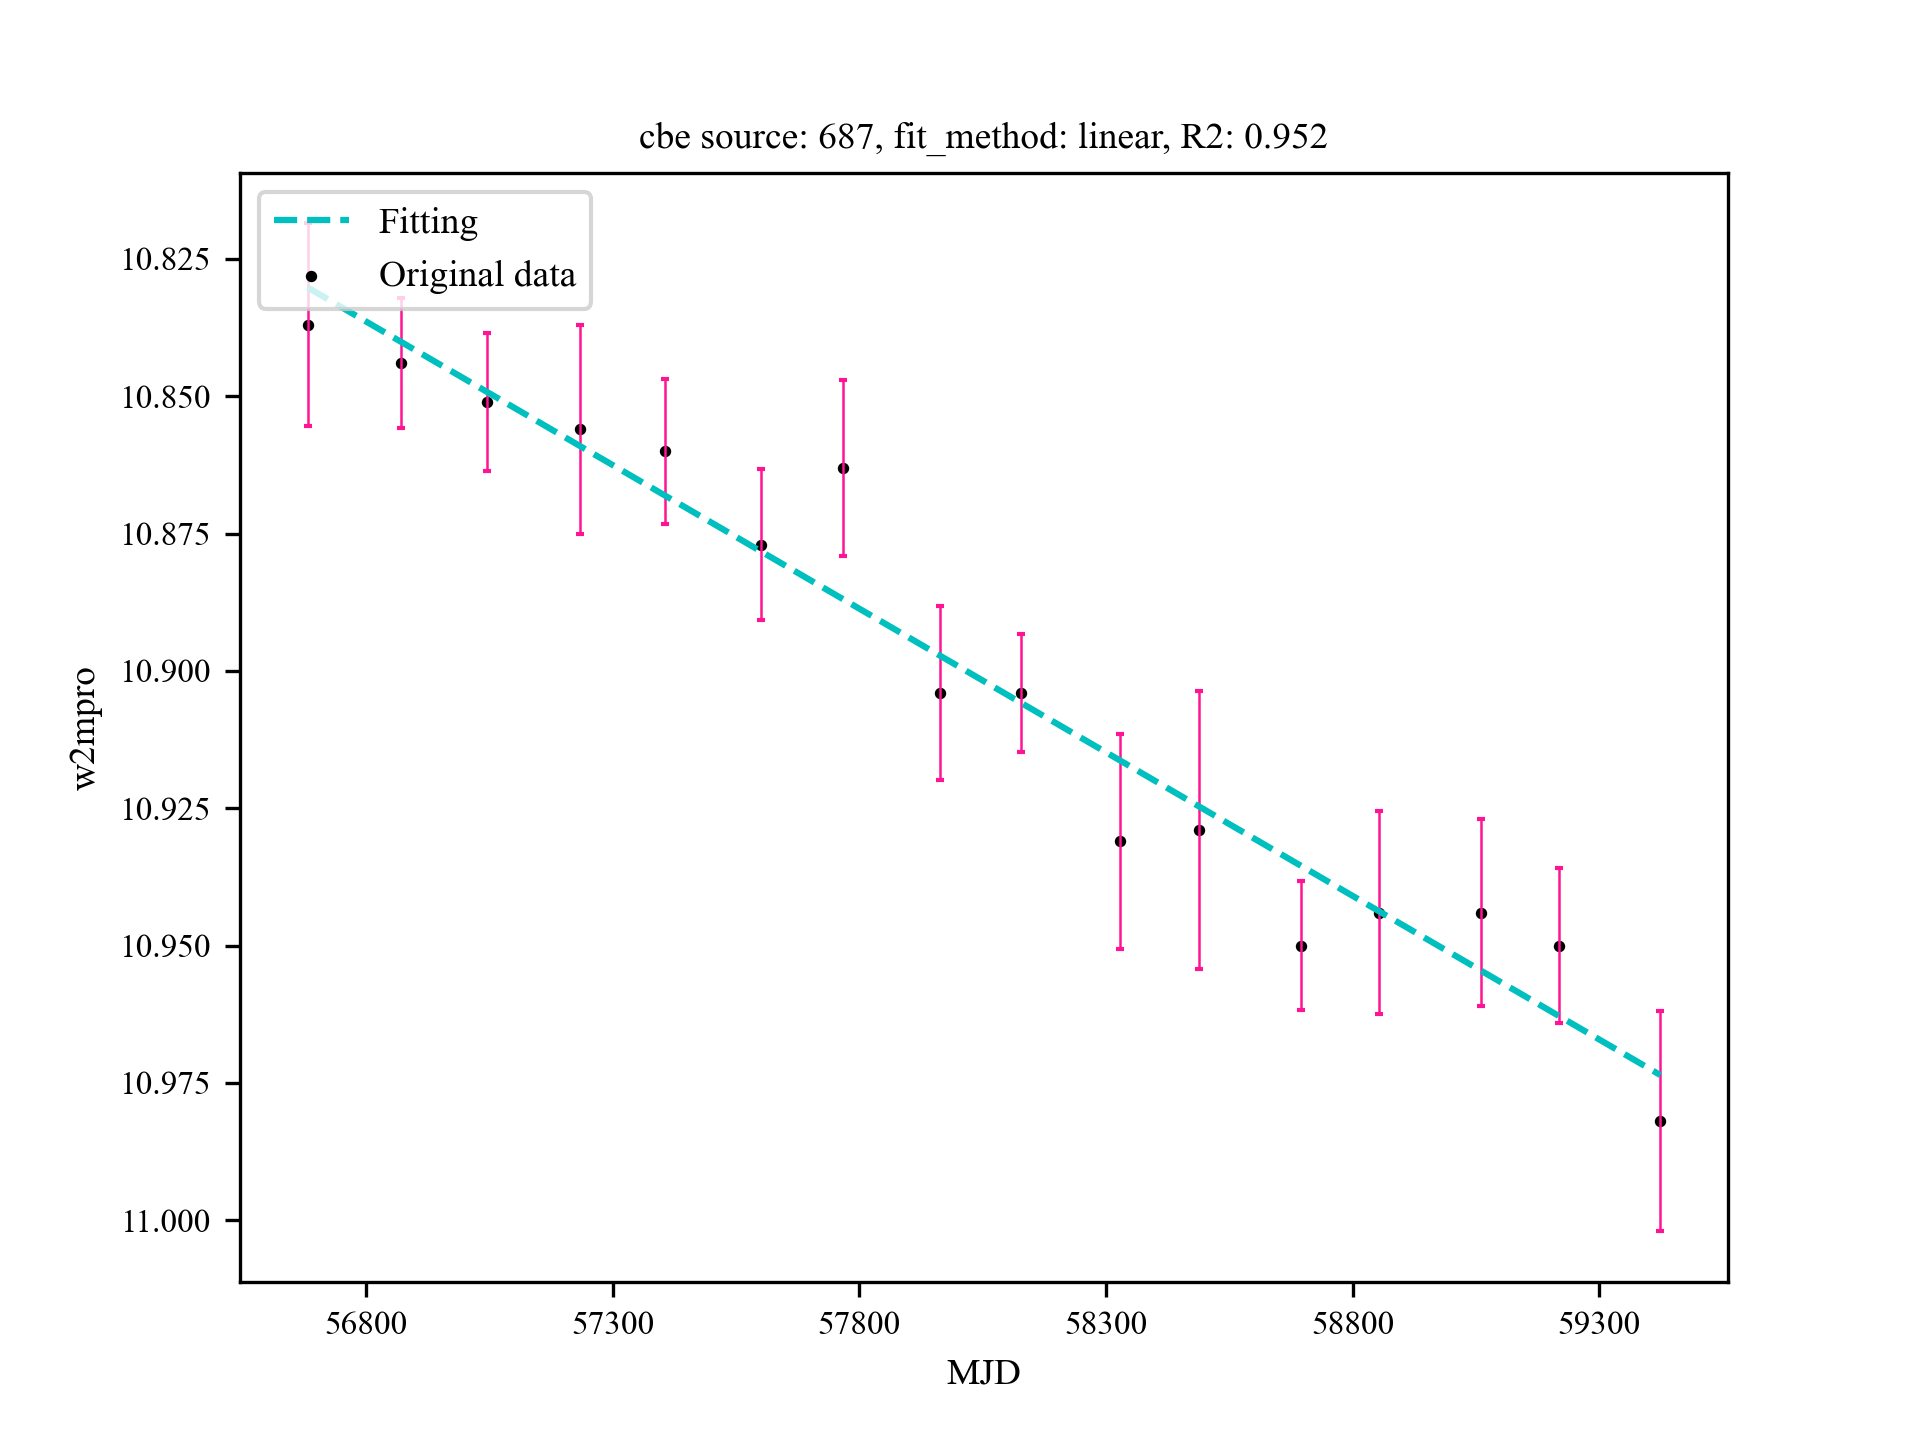 cbe source: 687, fit_method: linear, R2: 0.952
Fitting
Original data
10.825
10.850
10.875
10.900
10.925
10.950
10.975
11.000
w2mpro
56800 57300 57800 58300 58800 59300
MJD